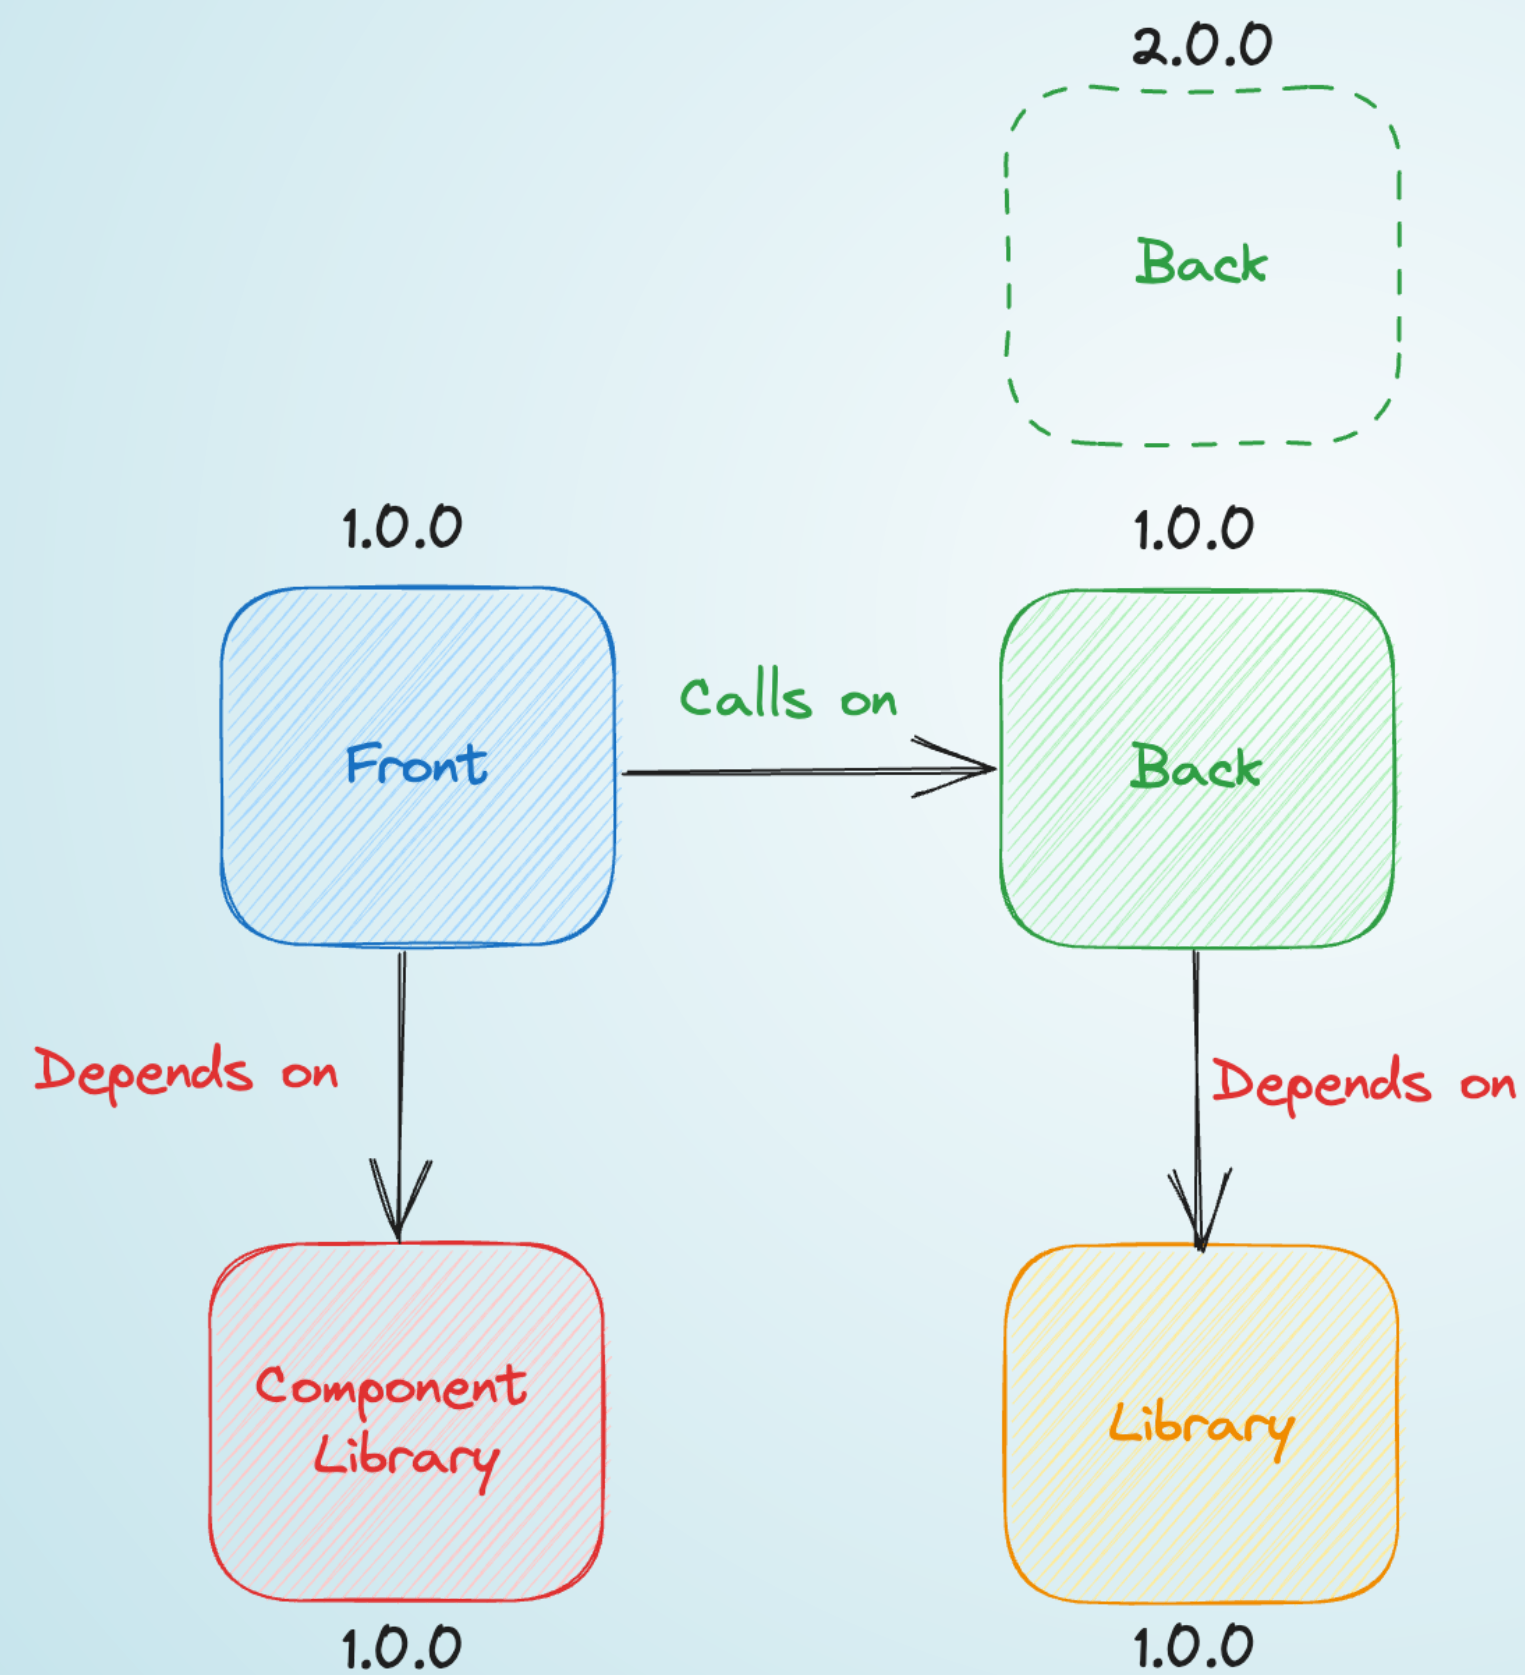 2.0.0
Back
1.0.0
1.0.0
Front
Calls on
Back
Depends on
Depends on
Component
Library
Library
1.0.0
1.0.0